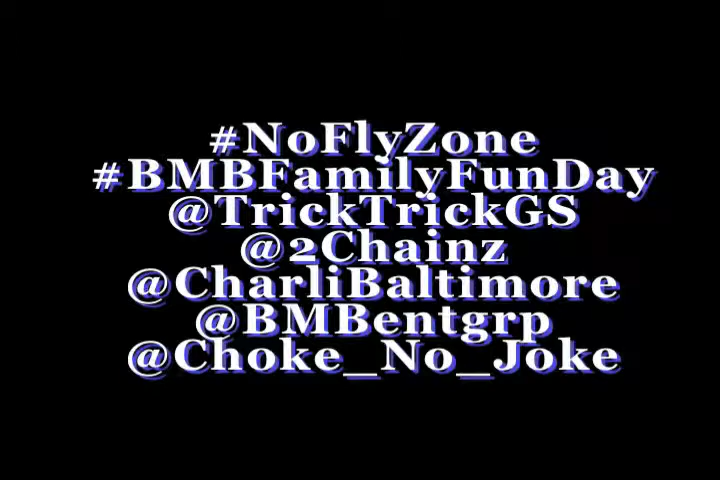 #NoFlyZone
#BMBFamilyFunDay
@TrickTrickGS
@2Chainz
@CharliBaltimore
@BMBentgrp
@Choke_No_Joke